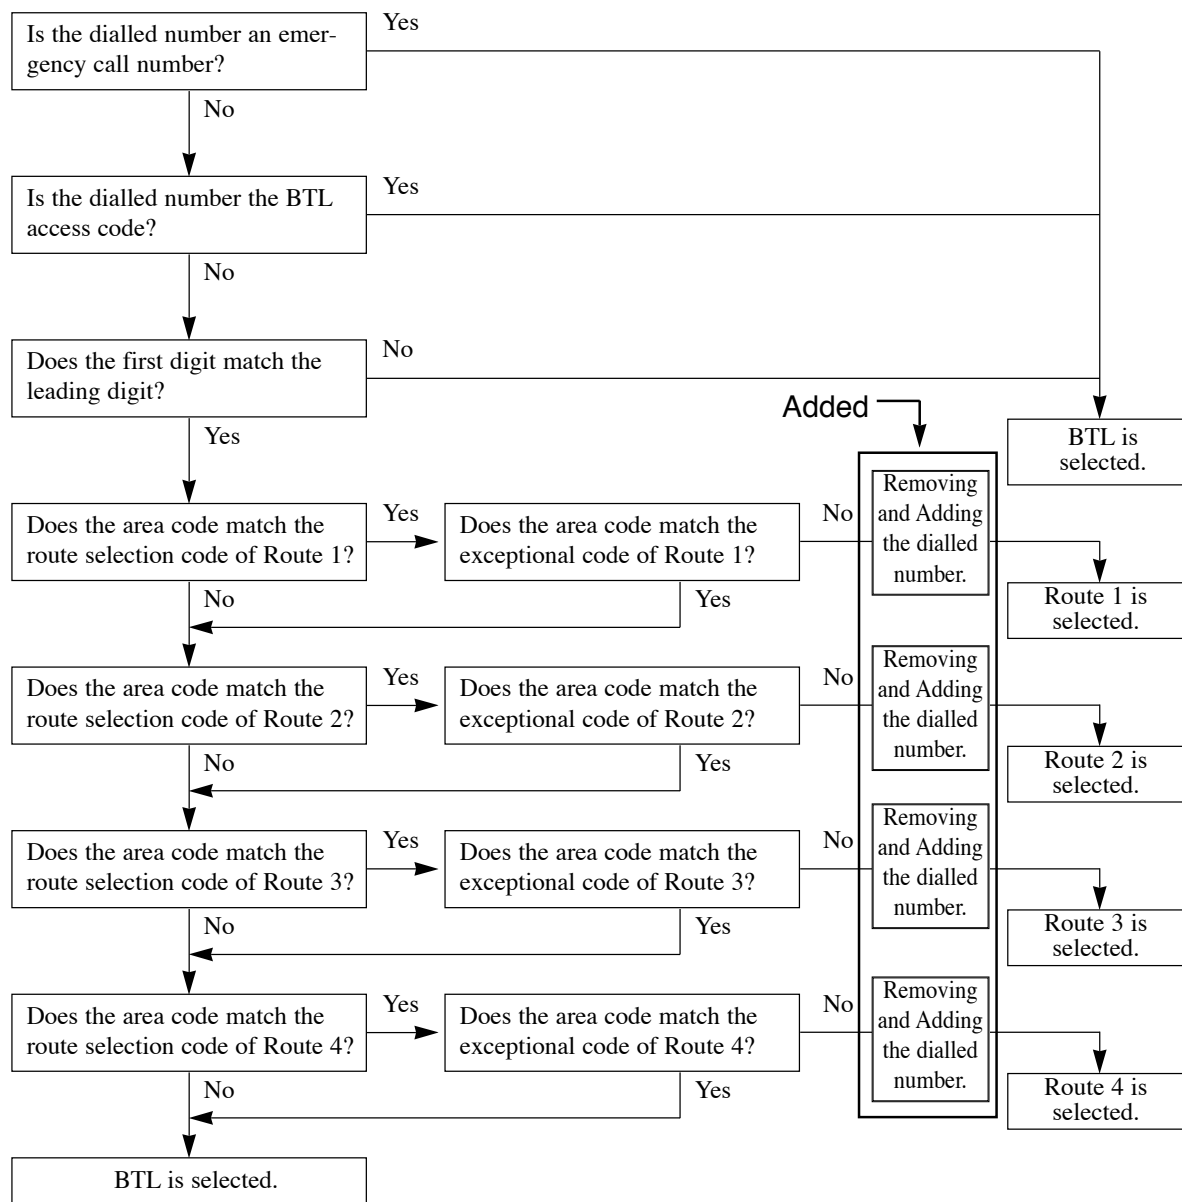 Is the dialled number an emer-
gency call number?
Yes
No
Is the dialled number the BTL
access code?
Yes
No
Does the first digit match the
leading digit?
No
Yes
Added
BTL is
selected.
Does the area code match the
route selection code of Route 1?
Yes
Does the area code match the
exceptional code of Route 1?
No
Removing
and Adding
the dialled
number.
Route 1 is
selected.
No
Yes
Does the area code match the
route selection code of Route 2?
Yes
Does the area code match the
exceptional code of Route 2?
No
Removing
and Adding
the dialled
number.
Route 2 is
selected.
No
Yes
Does the area code match the
route selection code of Route 3?
Yes
Does the area code match the
exceptional code of Route 3?
No
Removing
and Adding
the dialled
number.
Route 3 is
selected.
No
Yes
Does the area code match the
route selection code of Route 4?
Yes
Does the area code match the
exceptional code of Route 4?
No
Removing
and Adding
the dialled
number.
Route 4 is
selected.
No
Yes
BTL is selected.